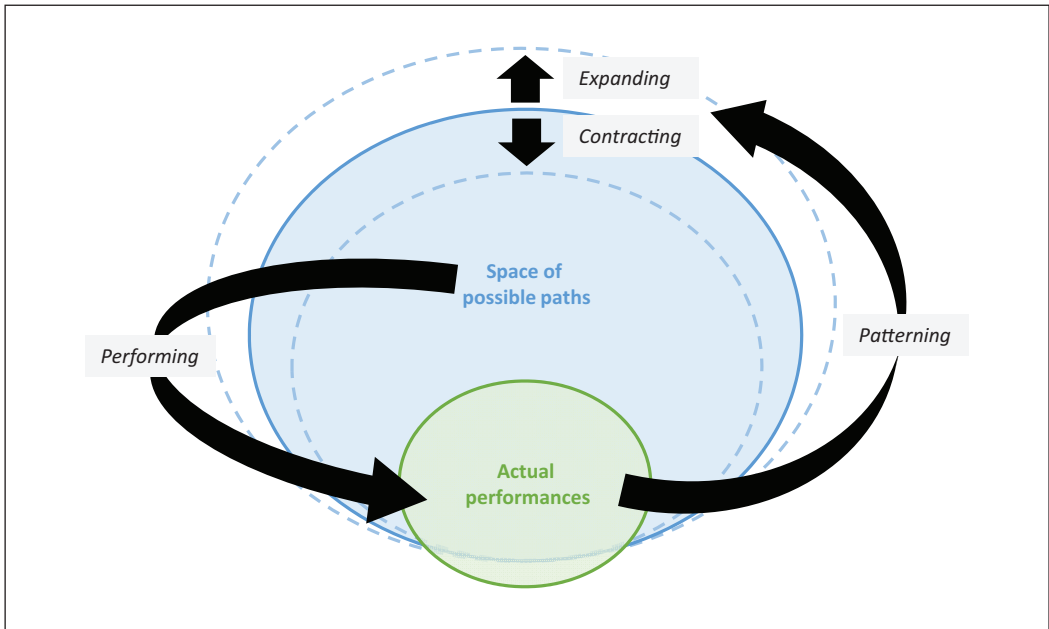 Expanding
Contracting
Space of
possible paths
Performing
Patterning
Actual
performances